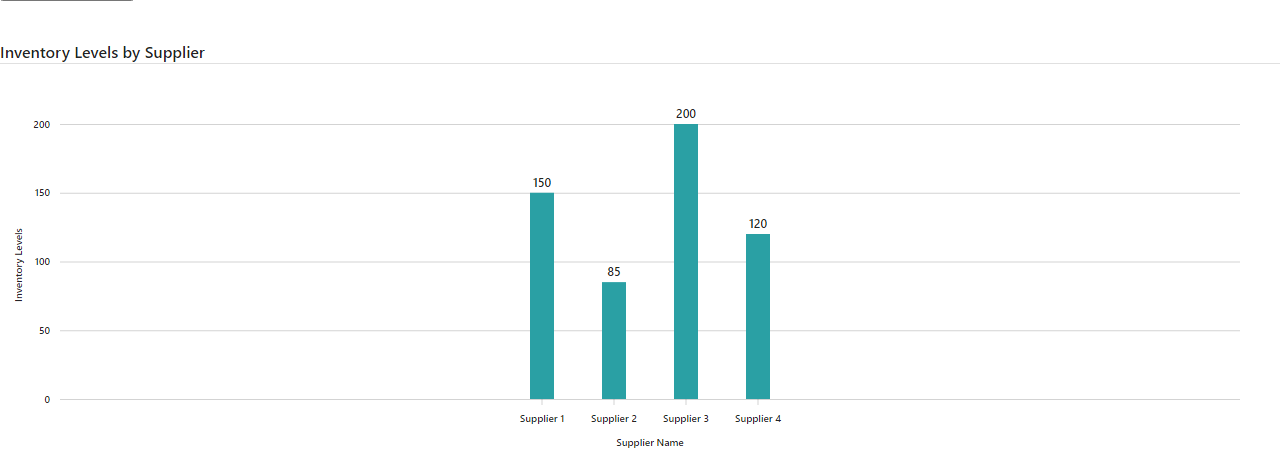 Inventory Levels by Supplier
200
200
150
150
120
Inventory Levels
100
85
50
0
Supplier 1 Supplier 2 Supplier 3 Supplier 4
Supplier Name